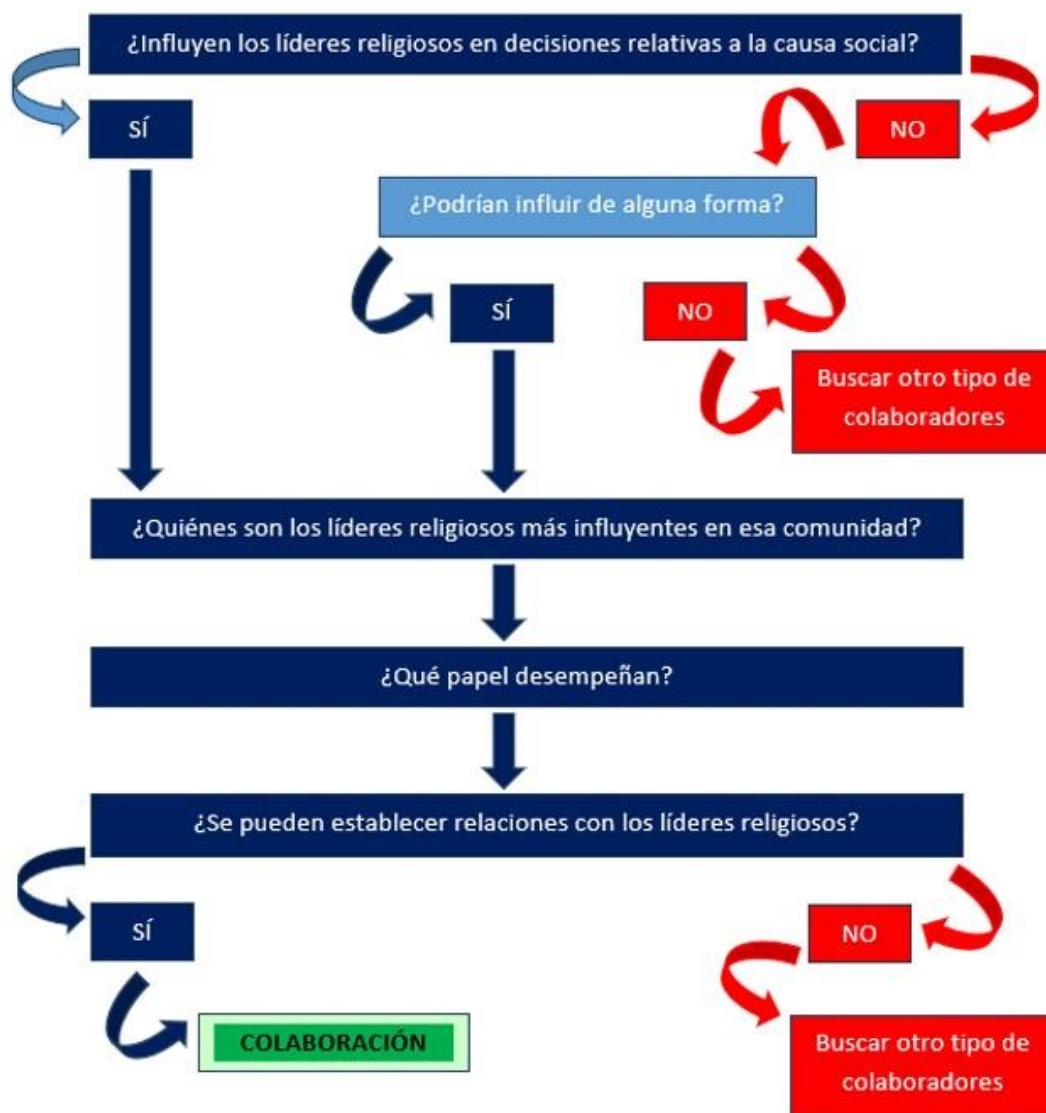 ¿Influyen los líderes religiosos en decisiones relativas a la causa social?
SÍ
NO
¿Podrían influir de alguna forma?
SÍ
NO
Buscar otro tipo de
colaboradores
¿Quiénes son los líderes religiosos más influyentes en esa comunidad?
¿Qué papel desempeñan?
¿Se pueden establecer relaciones con los líderes religiosos?
SÍ
NO
COLABORACIÓN
Buscar otro tipo de
colaboradores